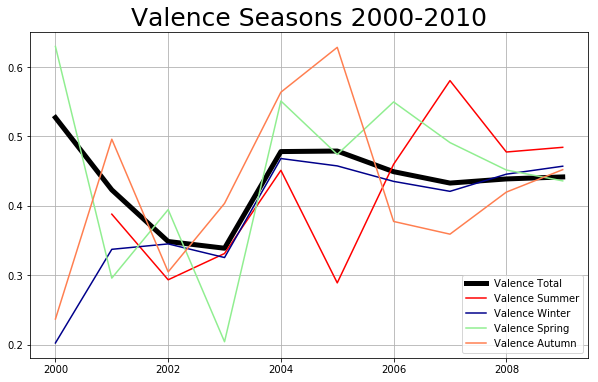 Valence Seasons 2000-2010
0.6
0.5
0.4
0.3
0.2
2000
2002
2004
2006
2008
Valence Total
Valence Summer
Valence Winter
Valence Spring
Valence Autumn